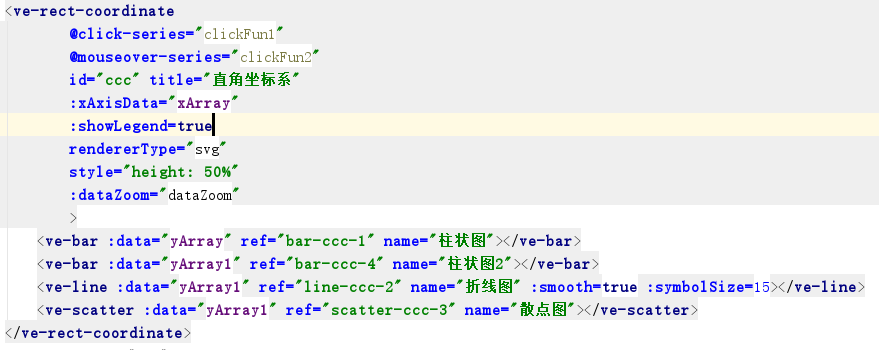 <ve-rect-coordinate
@click-series="clickFun1"
@mouseover-series="clickFun2"
id="ccc" title="直角坐标系"
:xAxisData="xArray"
:showLegend=true
rendererType="svg"
style="height: 50%"
:dataZoom="dataZoom"
>
<ve-bar :data="yArray" ref="bar-ccc-1" name="柱状图"></ve-bar>
<ve-bar :data="yArray1" ref="bar-ccc-4" name="柱状图2"></ve-bar>
<ve-line :data="yArray1" ref="line-ccc-2" name="折线图" :smooth=true :symbolSize=15></ve-line>
<ve-scatter :data="yArray1" ref="scatter-ccc-3" name="散点图"></ve-scatter>
</ve-rect-coordinate>